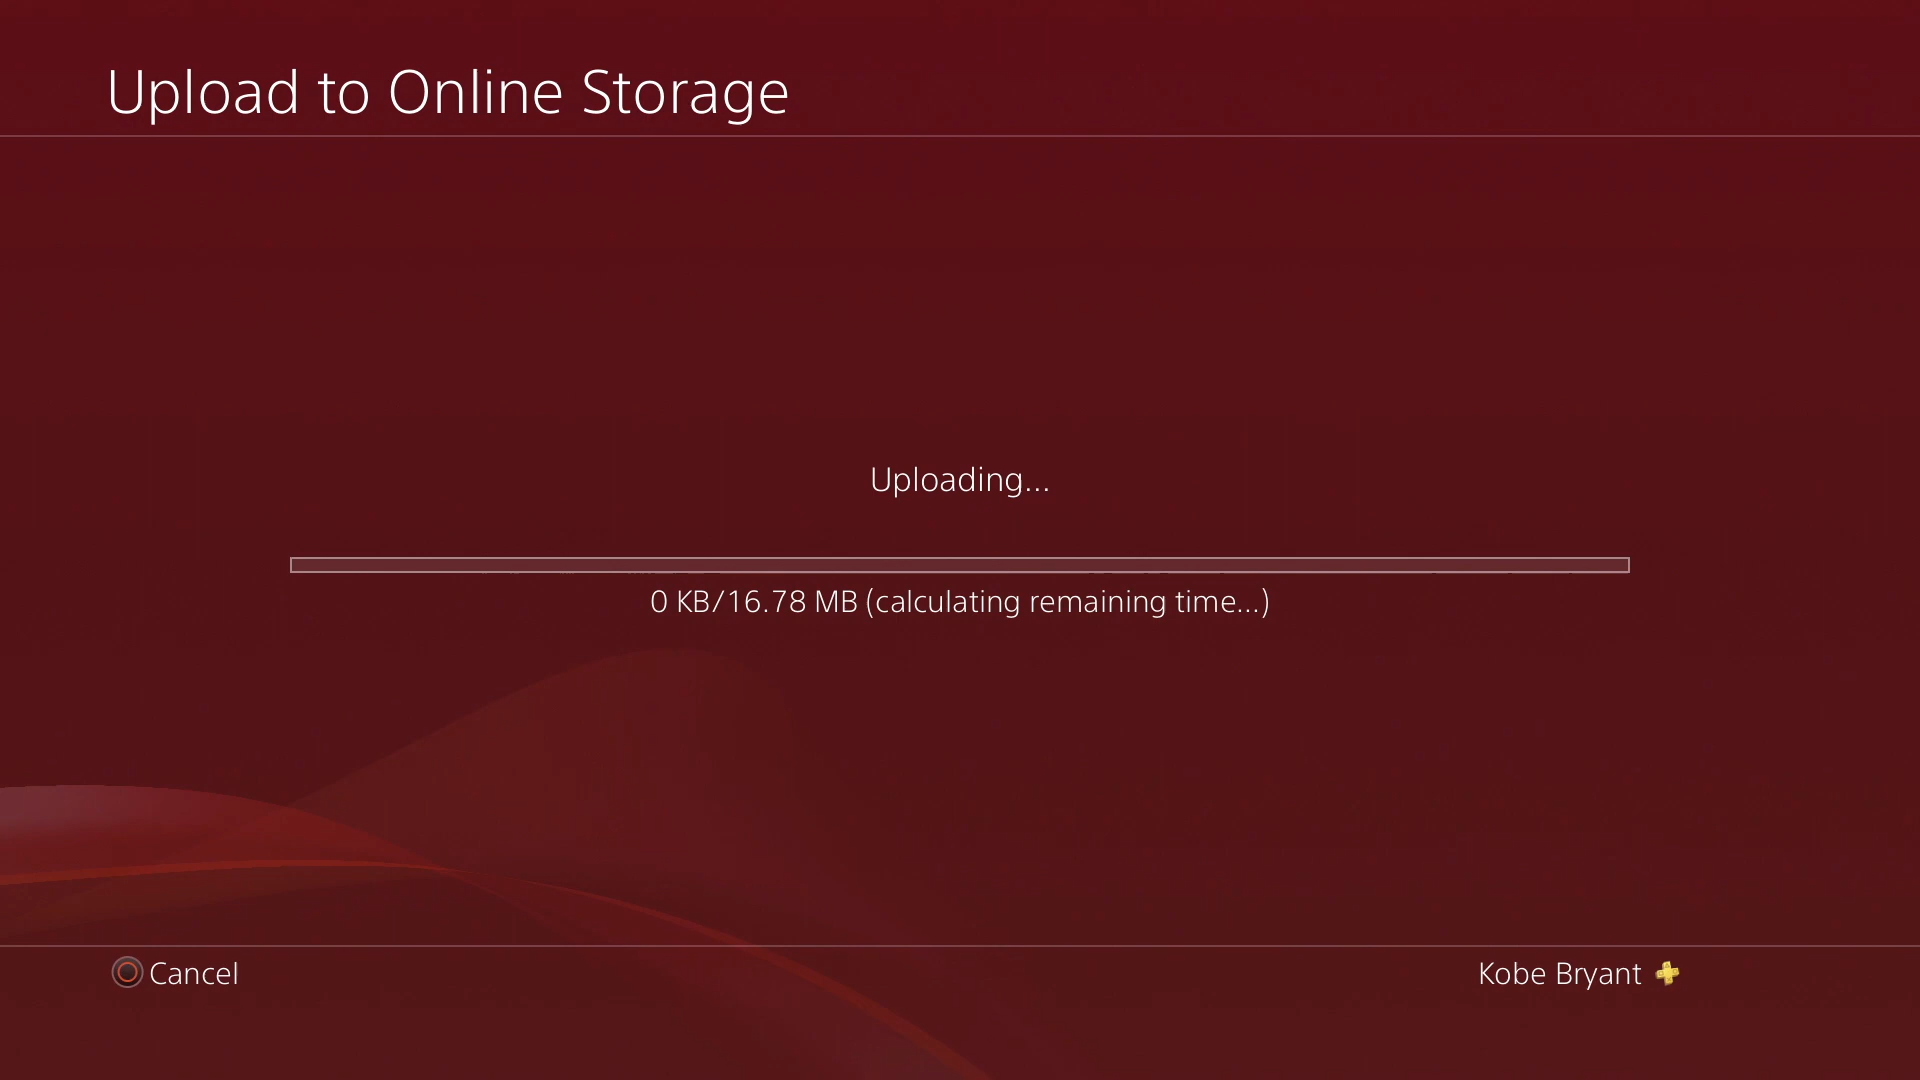 Upload to Online Storage
Uploading...
0 KB/16.78 MB (calculating remaining time...)
Cancel
Kobe Bryant